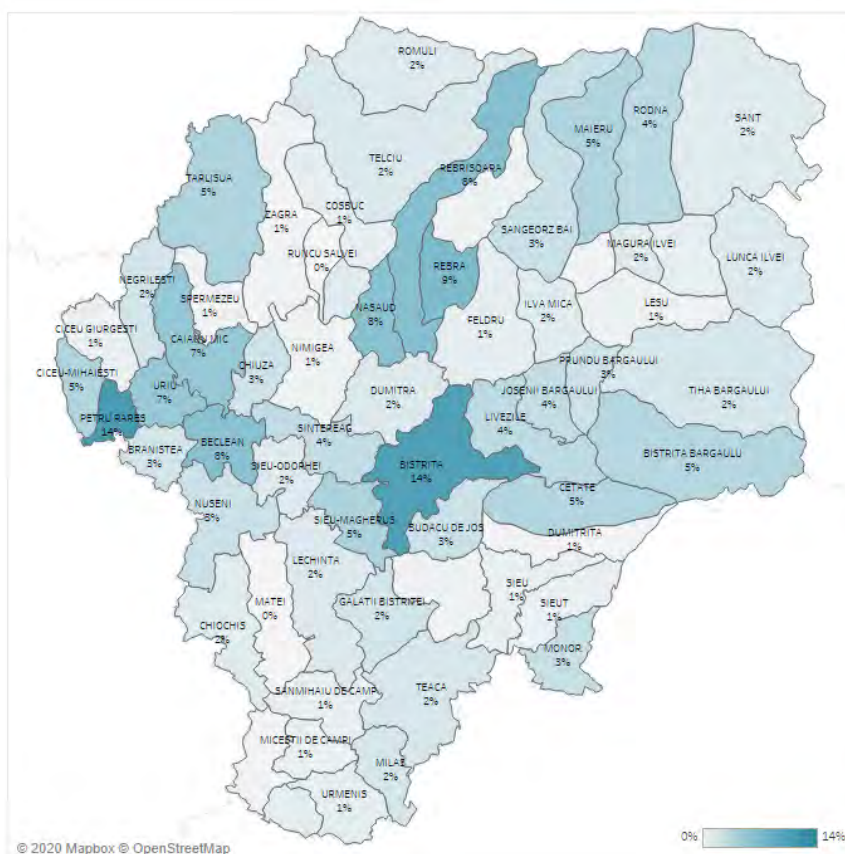 ROMULI
2%
RODNA
4%
SANT
2%
MAIERU
5%
TELCIU
2%
REBRISOARA
8%
TARLISUA
5%
COSBUC
1%
ZAGRA
1%
SANGEORZ BAI
3%
MAGURA ILVEI
2%
LUNCA ILVEI
2%
RUNCU SALVEI
0%
REBRA
9%
NEGRILESTI
2%
SPERMEZEU
1%
NASAUD
8%
ILVA MICA
2%
LESU
1%
FELDRU
1%
CICEU GIURGESTI
1%
CAIANU MIC
7%
NIMIGEA
1%
CHIUZA
3%
PRUNDU BARGAULUI
3%
CICEU-MIHAIESTI
5%
URIU
7%
DUMITRA
2%
JOSENII BARGAULUI
4%
TIHA BARGAULUI
2%
PETRU RARES
14%
LIVEZILE
4%
SINTEREAG
4%
BECLEAN
8%
BRANISTEA
3%
BISTRITA BARGAULU
5%
SIEU-ODORHEI
2%
BISTRITA
14%
CETATE
5%
NUSENI
SIEU-MAGHERUS
5%
BUDACU DE JOS
3%
DUMITRITA
1%
LECHINTA
2%
SIEU
1%
MATEI
0%
GALATII BISTRITEI
2%
SIEUT
1%
CHIOCHIS
2%
MONOR
3%
TEACA
2%
SANMIHAIU DE CAMPI
1%
MICESTII DE CAMPI
1%
MILAS
2%
URMENIS
1%
0% 14%
© 2020 Mapbox © OpenStreetMap